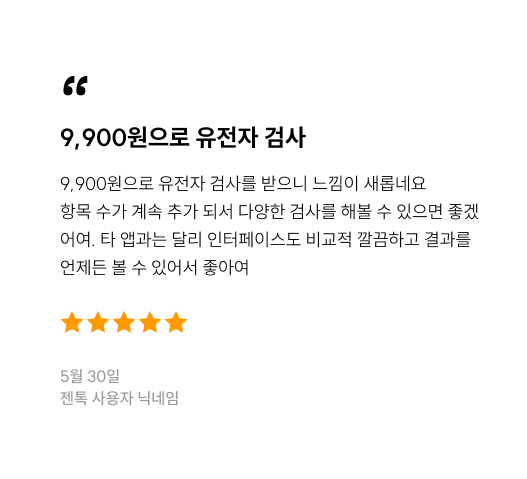 “
9,900원으로 유전자 검사
9,900원으로 유전자 검사를 받으니 느낌이 새롭네요
항목 수가 계속 추가 되서 다양한 검사를 해볼 수 있으면 좋겠
어여. 타 앱과는 달리 인터페이스도 비교적 깔끔하고 결과를
언제든 볼 수 있어서 좋아여
5월 30일
젠톡 사용자 닉네임